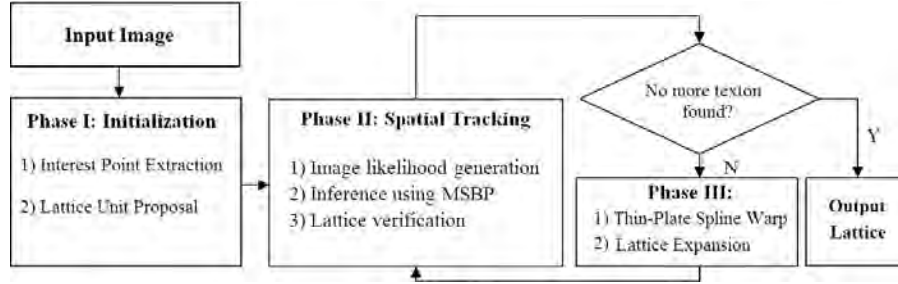 Input Image
Phase I: Initialization
1) Interest Point Extraction
2) Lattice Unit Proposal
Phase II: Spatial Tracking
1) Image likelihood generation
2) Inference using MSBP
3) Lattice verification
No more texton
found?
Y
N
Phase III:
1) Thin-Plate Spline Warp
2) Lattice Expansion
Output
Lattice